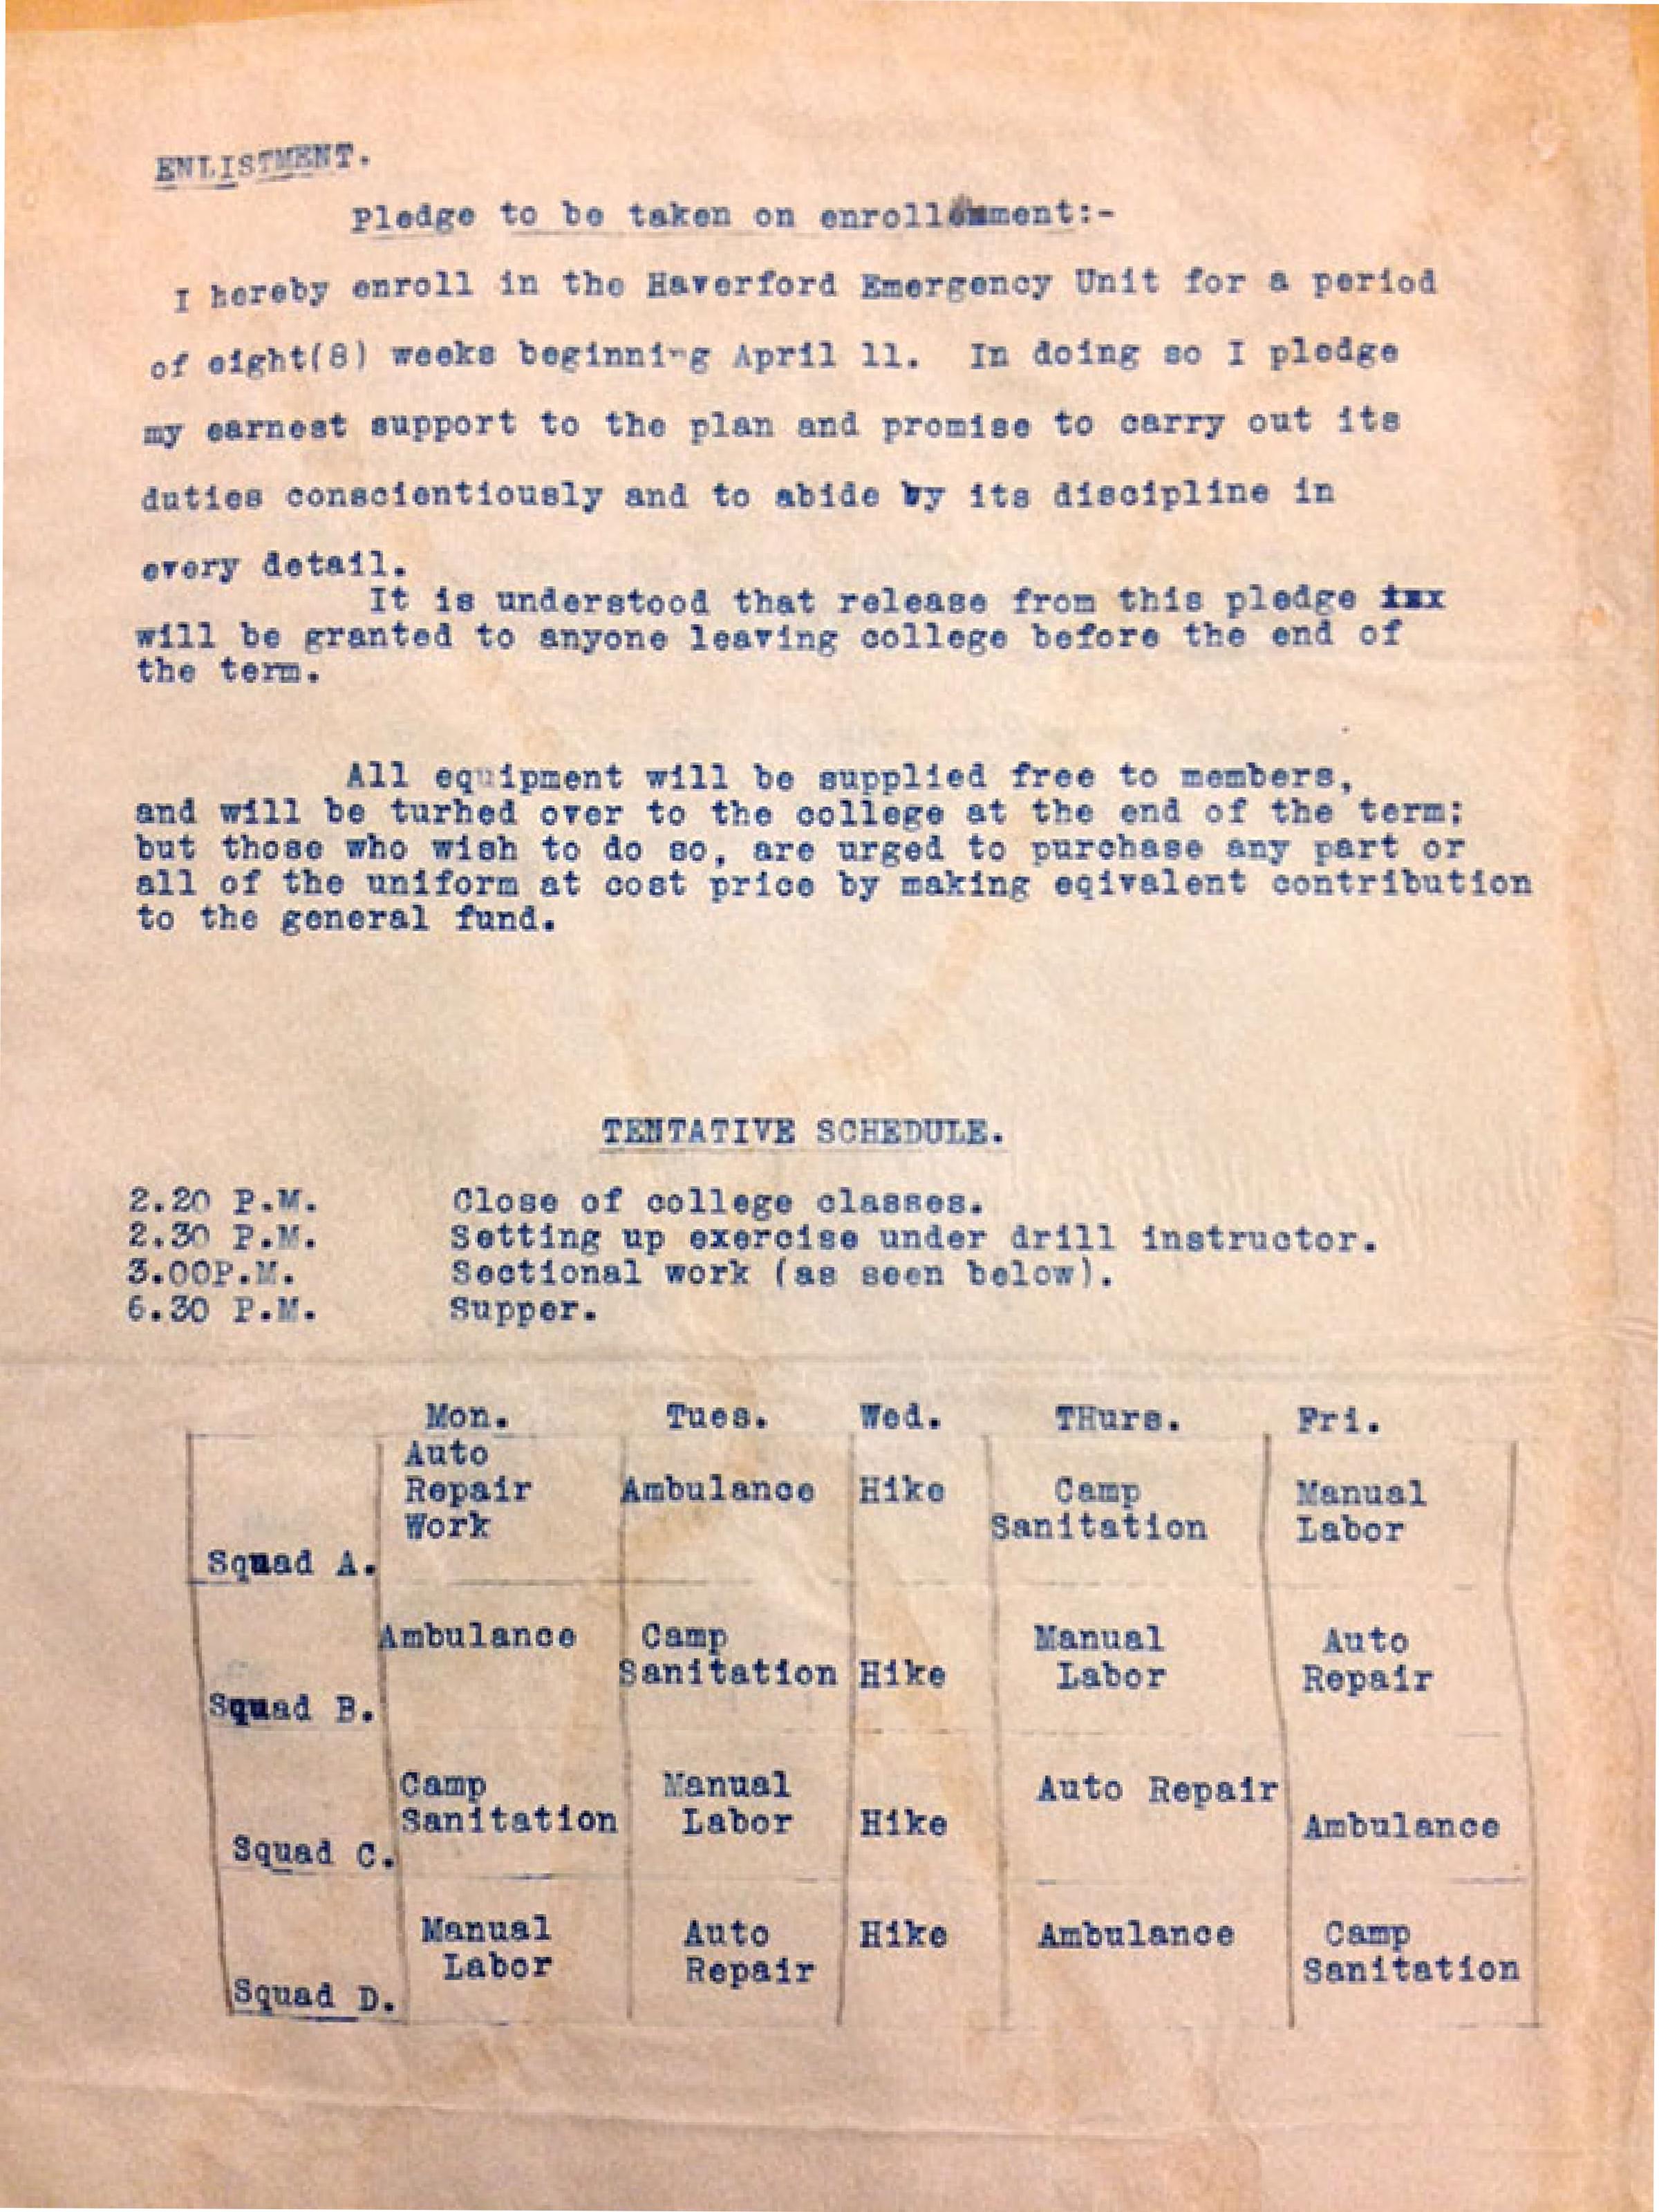 ENLISTMENT.
Pledge to be taken on enrollment:-
I hereby enroll in the Haverford Emergency Unit for a period
of eight(8) weeks beginning April 11. In doing so I pledge
my earnest support to the plan and promise to carry out its
duties conscientiously and to abide by its discipline in
every detail.
It is understood that release from this pledge
will be granted to anyone leaving college before the end of
the term.
All equipment will be supplied free to members,
and will be turhed over to the college at the end of the term;
but those who wish to do so, are urged to purchase any part or
all of the uniform at cost price by making eqivalent contribution
to the general fund.
TENTATIVE SCHEDULE.
2.20 P.M. Close of college classes.
2.30 P.M. Setting up exercise under drill instructor.
3.00P.M. Sectional work (as seen below).
6.30 P.M. Supper.
Mon. Tues. Wed. THurs. Fri.
Auto
Repair Ambulance Hike Camp Manual
Work Sanitation Labor
Squad A.
Ambulance Camp Manual Auto
Sanitation Hike Labor Repair
Squad B.
Camp Manual Auto Repair
Sanitation Labor Hike Ambulance
Squad C.
Manual Auto Hike Ambulance Camp
Labor Repair Sanitation
Squad D.